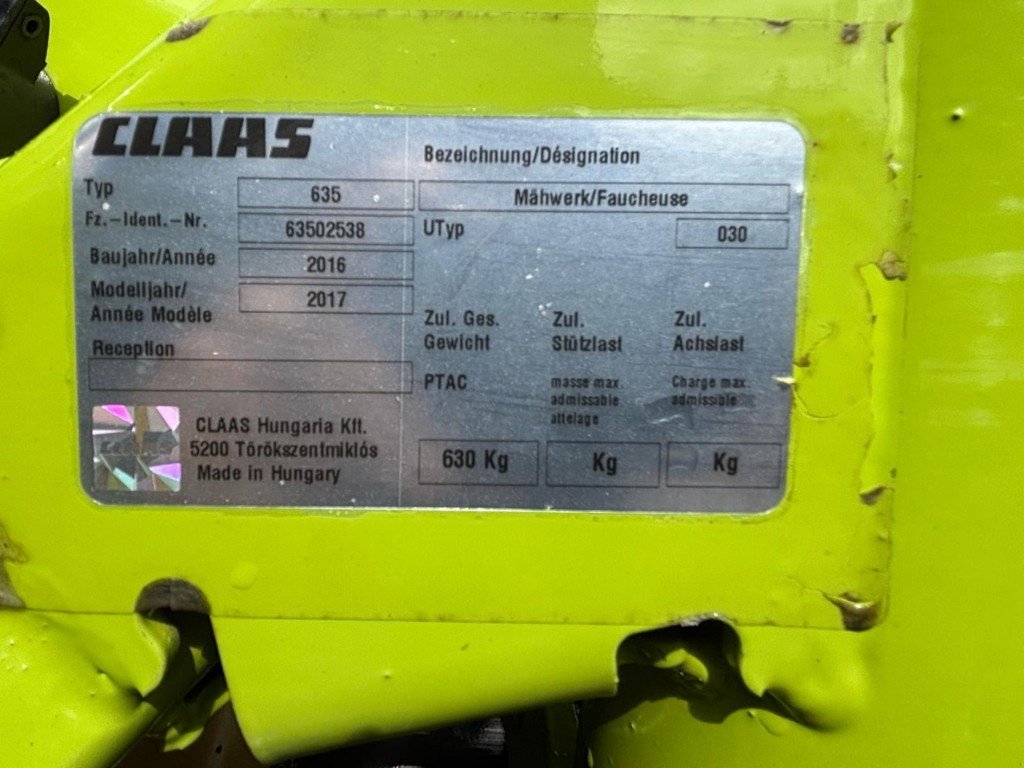 CLAAS
Bezeichnung/Désignation
Typ 635 Mähwerk/Faucheuse
Fz.-Ident.-Nr. 63502538 UTyp 030
Baujahr/Année 2016
Modelljahr/ 2017
Année Modèle
Zul. Ges. Zul. Zul.
Gewicht Stützlast Achslast
Reception
PTAC masse max Charge max
admissable admissible
attelage
CLAAS Hungaria Kft.
5200 Törökszentmiklós
Made in Hungary
630 Kg Kg Kg
CLAAS